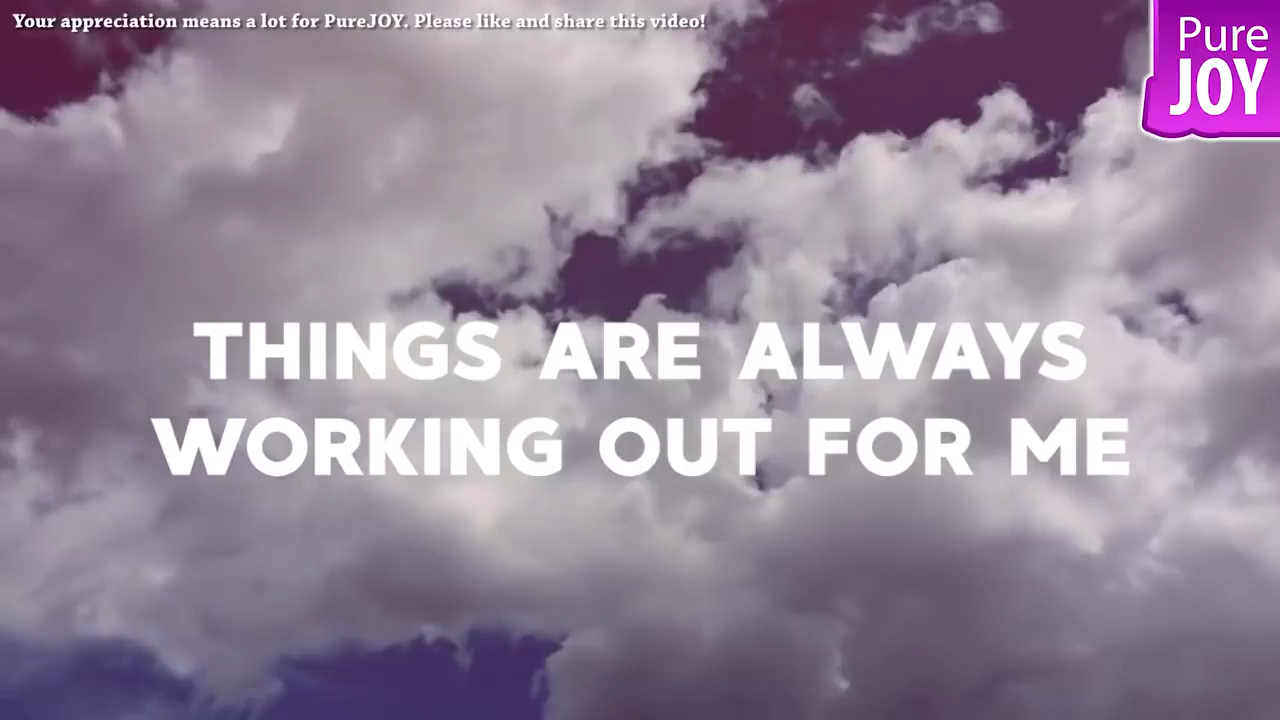 Your appreciation means a lot for PureJOY. Please like and share this video!
Pure
JOY
THINGS ARE ALWAYS
WORKING OUT FOR ME